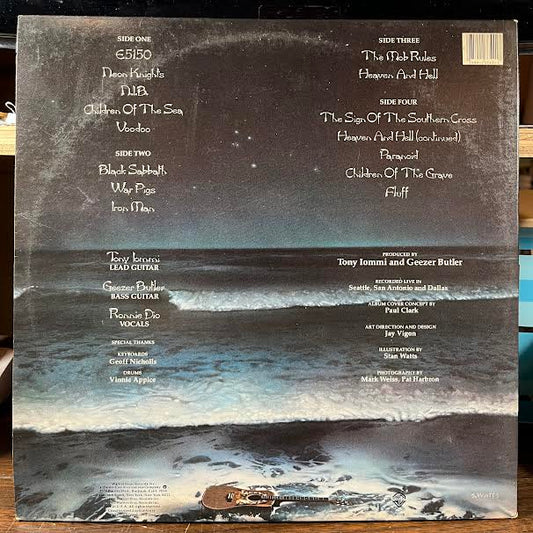 SIDE ONE
E5150
Neon Knights
N.I.B.
Children Of The Sea
Voodoo
SIDE TWO
Black Sabbath
War Pigs
Iron Man
SIDE THREE
The Mob Rules
Heaven And Hell
SIDE FOUR
The Sign Of The Southern Cross
Heaven And Hell (continued)
Paranoid
Children Of The Grave
Fluff
Tony Iommi
LEAD GUITAR
Geezer Butler
BASS GUITAR
Ronnie Dio
VOCALS
SPECIAL THANKS
KEYBOARDS
Geoff Nicholls
DRUMS
Vinnie Appice
PRODUCED BY
Tony Iommi and Geezer Butler
RECORDED LIVE IN
Seattle, San Antonio and Dallas
ALBUM COVER CONCEPT BY
Paul Clark
ART DIRECTION AND DESIGN
Jay Vigon
ILLUSTRATION BY
Stan Watts
PHOTOGRAPHY BY
Mark Weiss, Pat Harbron